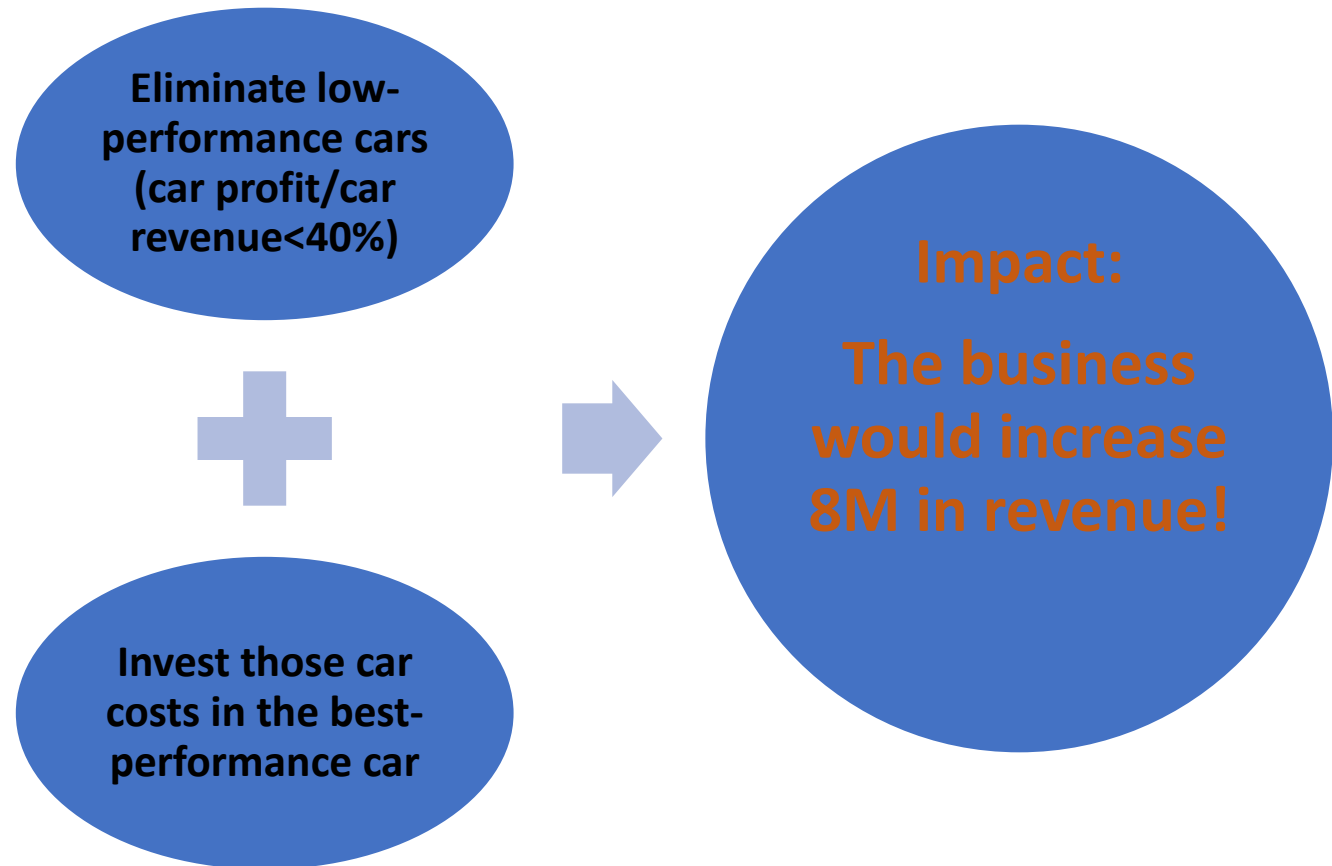 Eliminate low-
performance cars
(car profit/car
revenue<40%)
Invest those car
costs in the best-
performance car
Impact:
The business
would increase
8M in revenue!